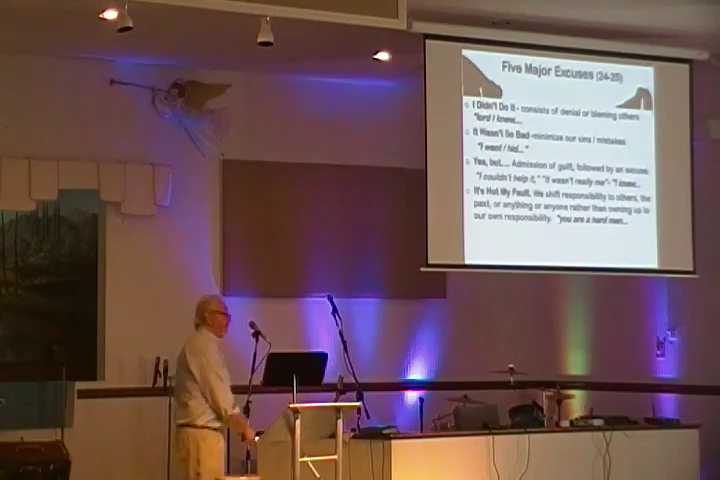 Five Major Excuses (24-25)
I Didn't Do It - consists of denial or blaming others
"lord I knew...
It Wasn't So Bad -minimize our sins / mistakes
"I went / hid..."
Yes, but.... Admission of guilt, followed by an excuse.
"I couldn't help it," "It wasn't really me"- "I knew...
It's Not My Fault. We shift responsibility to others, the
past, or anything or anyone rather than owning up to
our own responsibility. "you are a hard man...